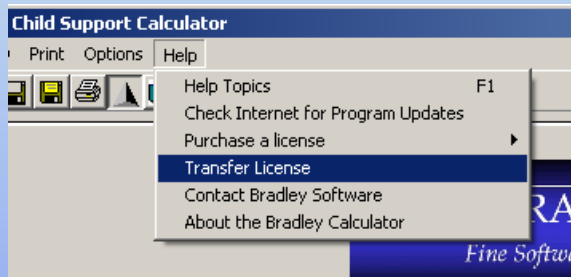 Child Support Calculator
Print Options Help
Help Topics F1
Check Internet for Program Updates
Purchase a license
Transfer License
Contact Bradley Software
About the Bradley Calculator
Fine